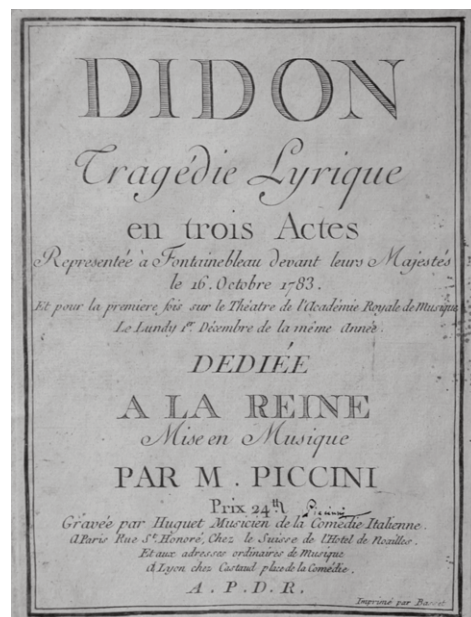 DIDON
Tragédie Lyrique
en trois Actes
Representée à Fontainebleau devant leurs Majestés
le 16. Octobre 1783.
Et pour la premiere fois sur le Théatre de l'Académie Royale de Musique
Le Lundy 1er Décembre de la même Année.
DEDIÉE
A LA REINE
Mise en Musique
PAR M. PICCINI
Prix 24tt Piccinni
Gravée par Huguet Musicien de la Comédie Italienne.
A Paris Rue St. Honoré, Chez le Suisse de l'Hotel de Noailles.
Et aux adresses ordinaires de Musique
à Lyon chez Castaud place de la Comédie.
A. P. D. R.
Imprimé par Basset